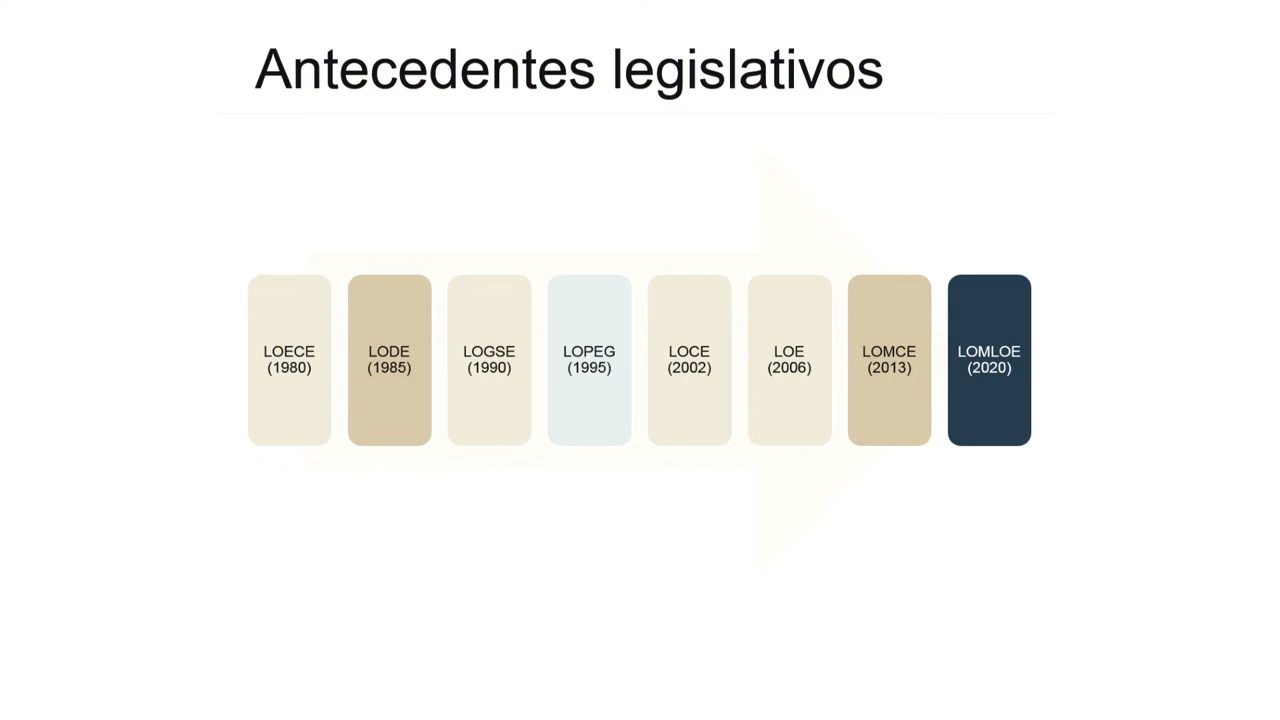 Antecedentes legislativos
LOECE
(1980)
LODE
(1985)
LOGSE
(1990)
LOPEG
(1995)
LOCE
(2002)
LOE
(2006)
LOMCE
(2013)
LOMLOE
(2020)